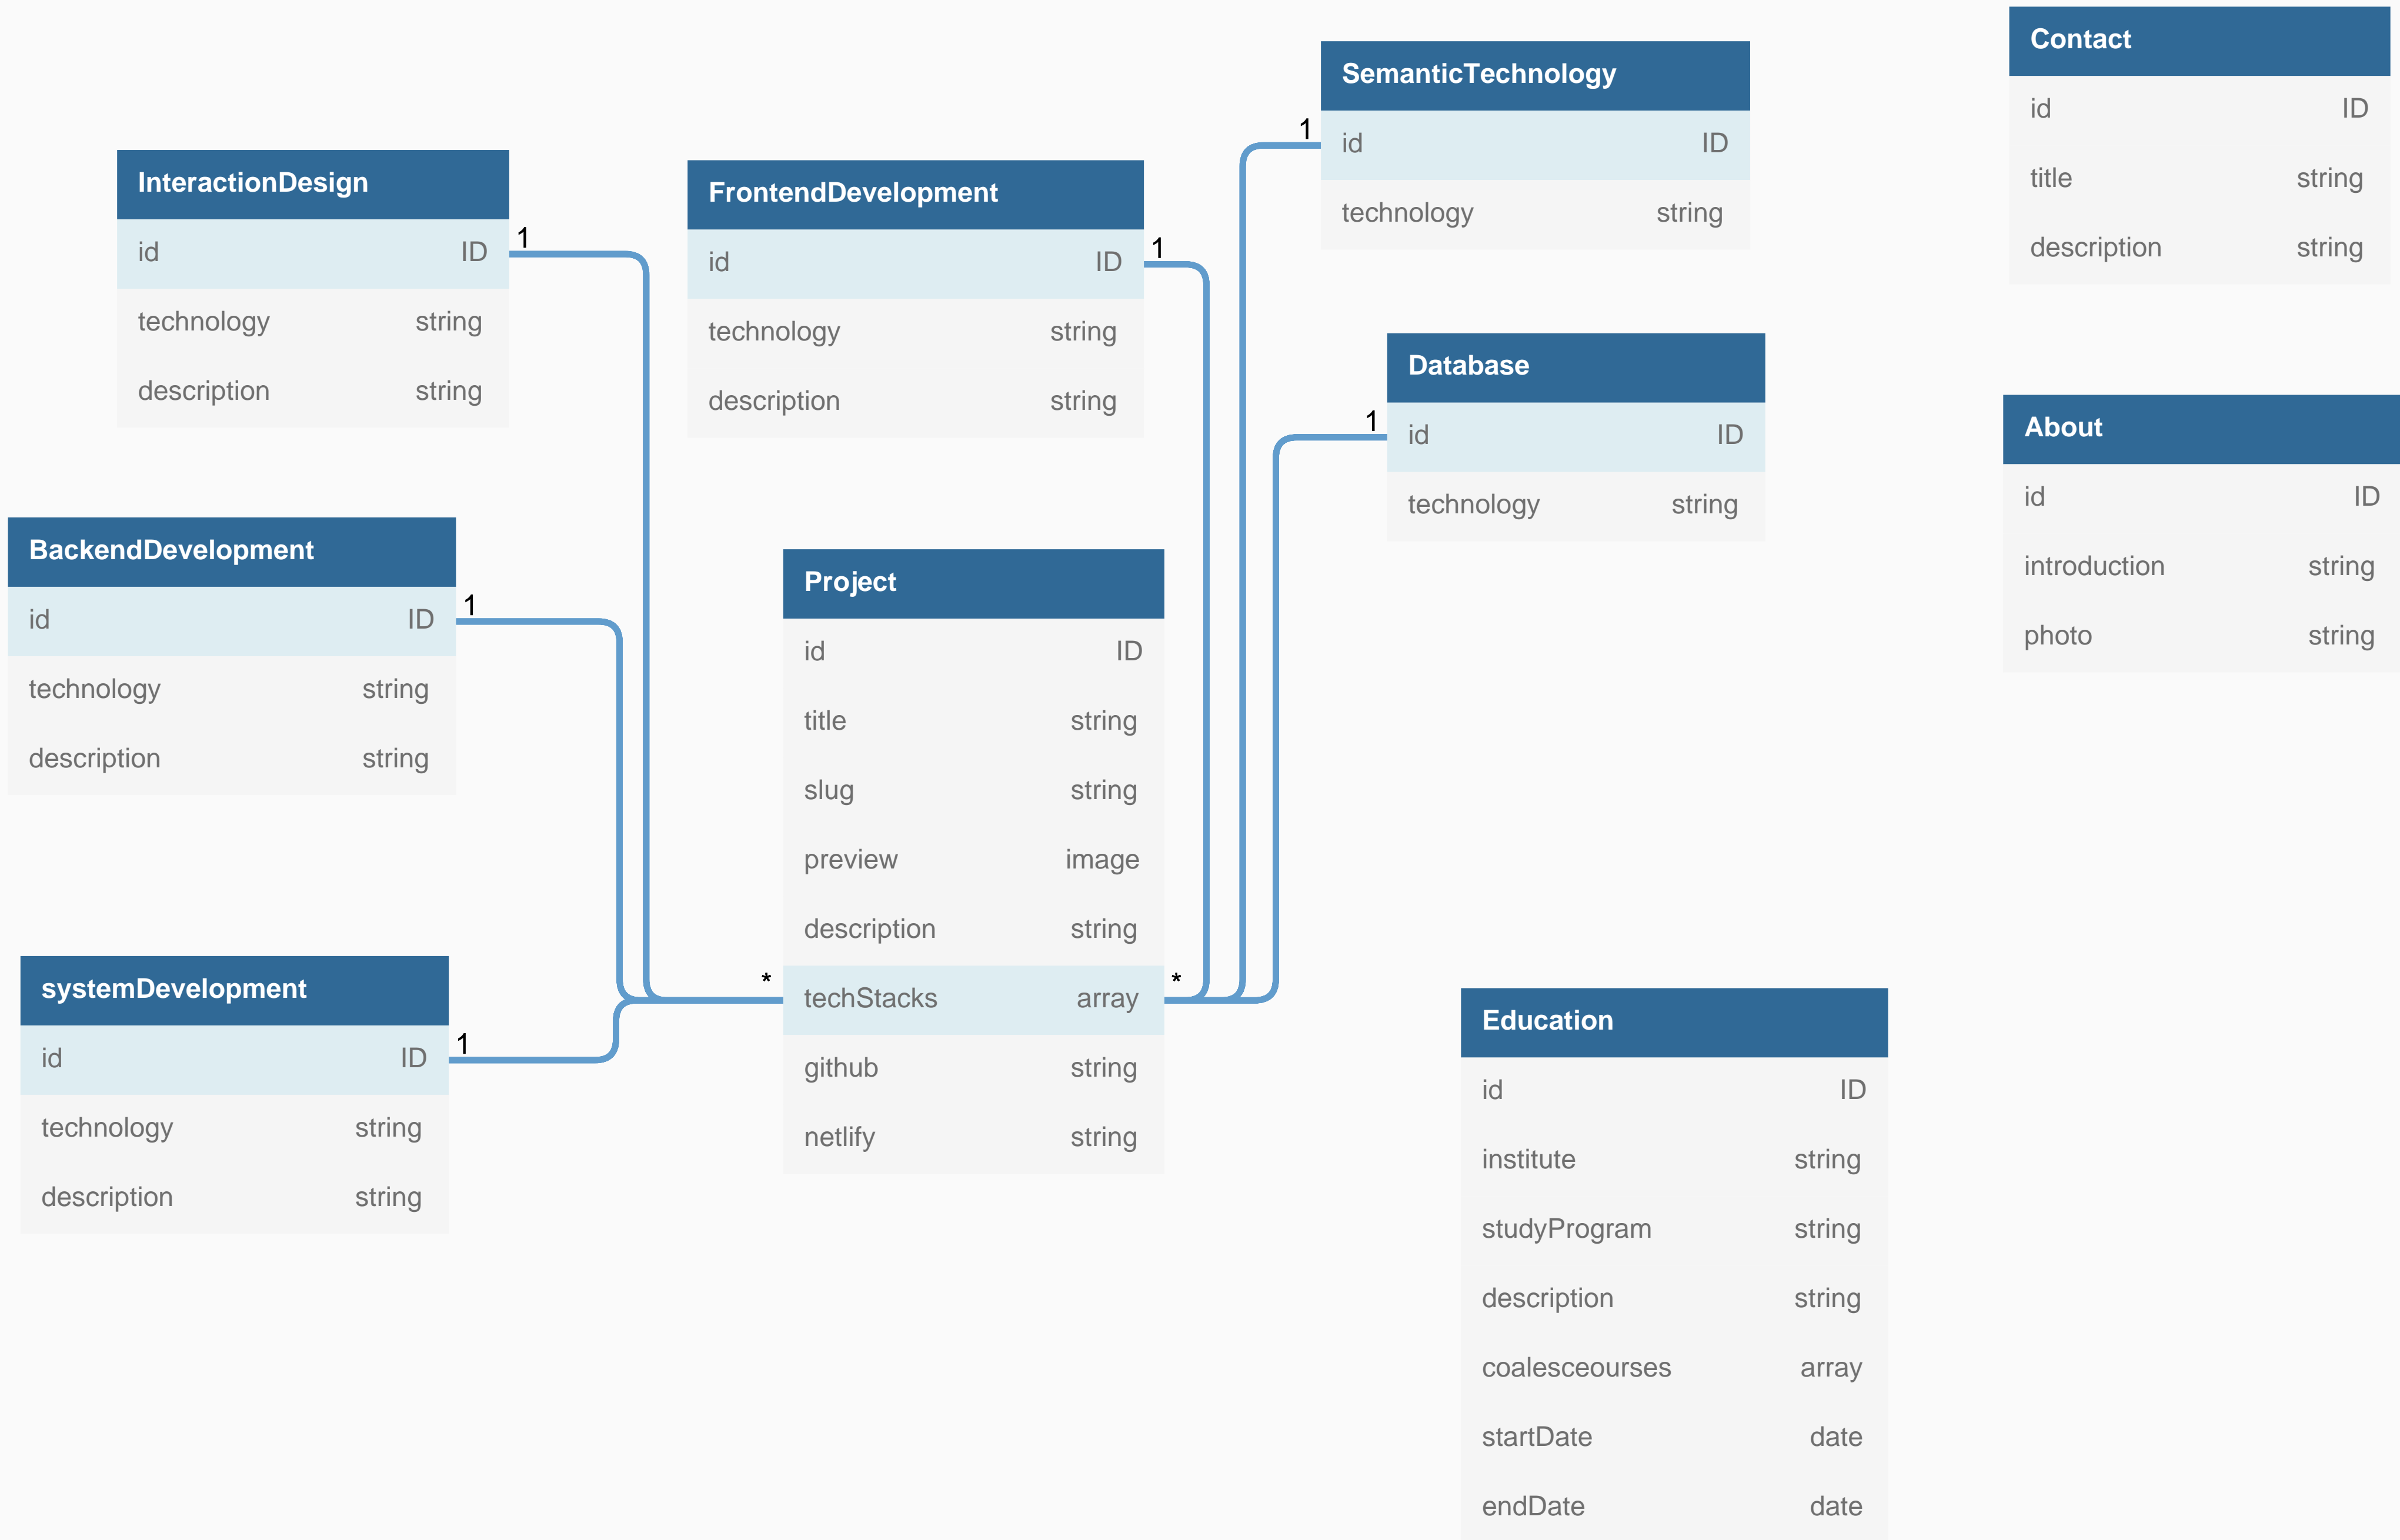 InteractionDesign
id ID
technology string
description string
1
FrontendDevelopment
id ID
technology string
description string
1
SemanticTechnology
id ID
technology string
1
Contact
id ID
title string
description string
Database
id ID
technology string
1
About
id ID
introduction string
photo string
BackendDevelopment
id ID
technology string
description string
1
Project
id ID
title string
slug string
preview image
description string
* techStacks array *
github string
netlify string
systemDevelopment
id ID
technology string
description string
1
Education
id ID
institute string
studyProgram string
description string
coalesceourses array
startDate date
endDate date